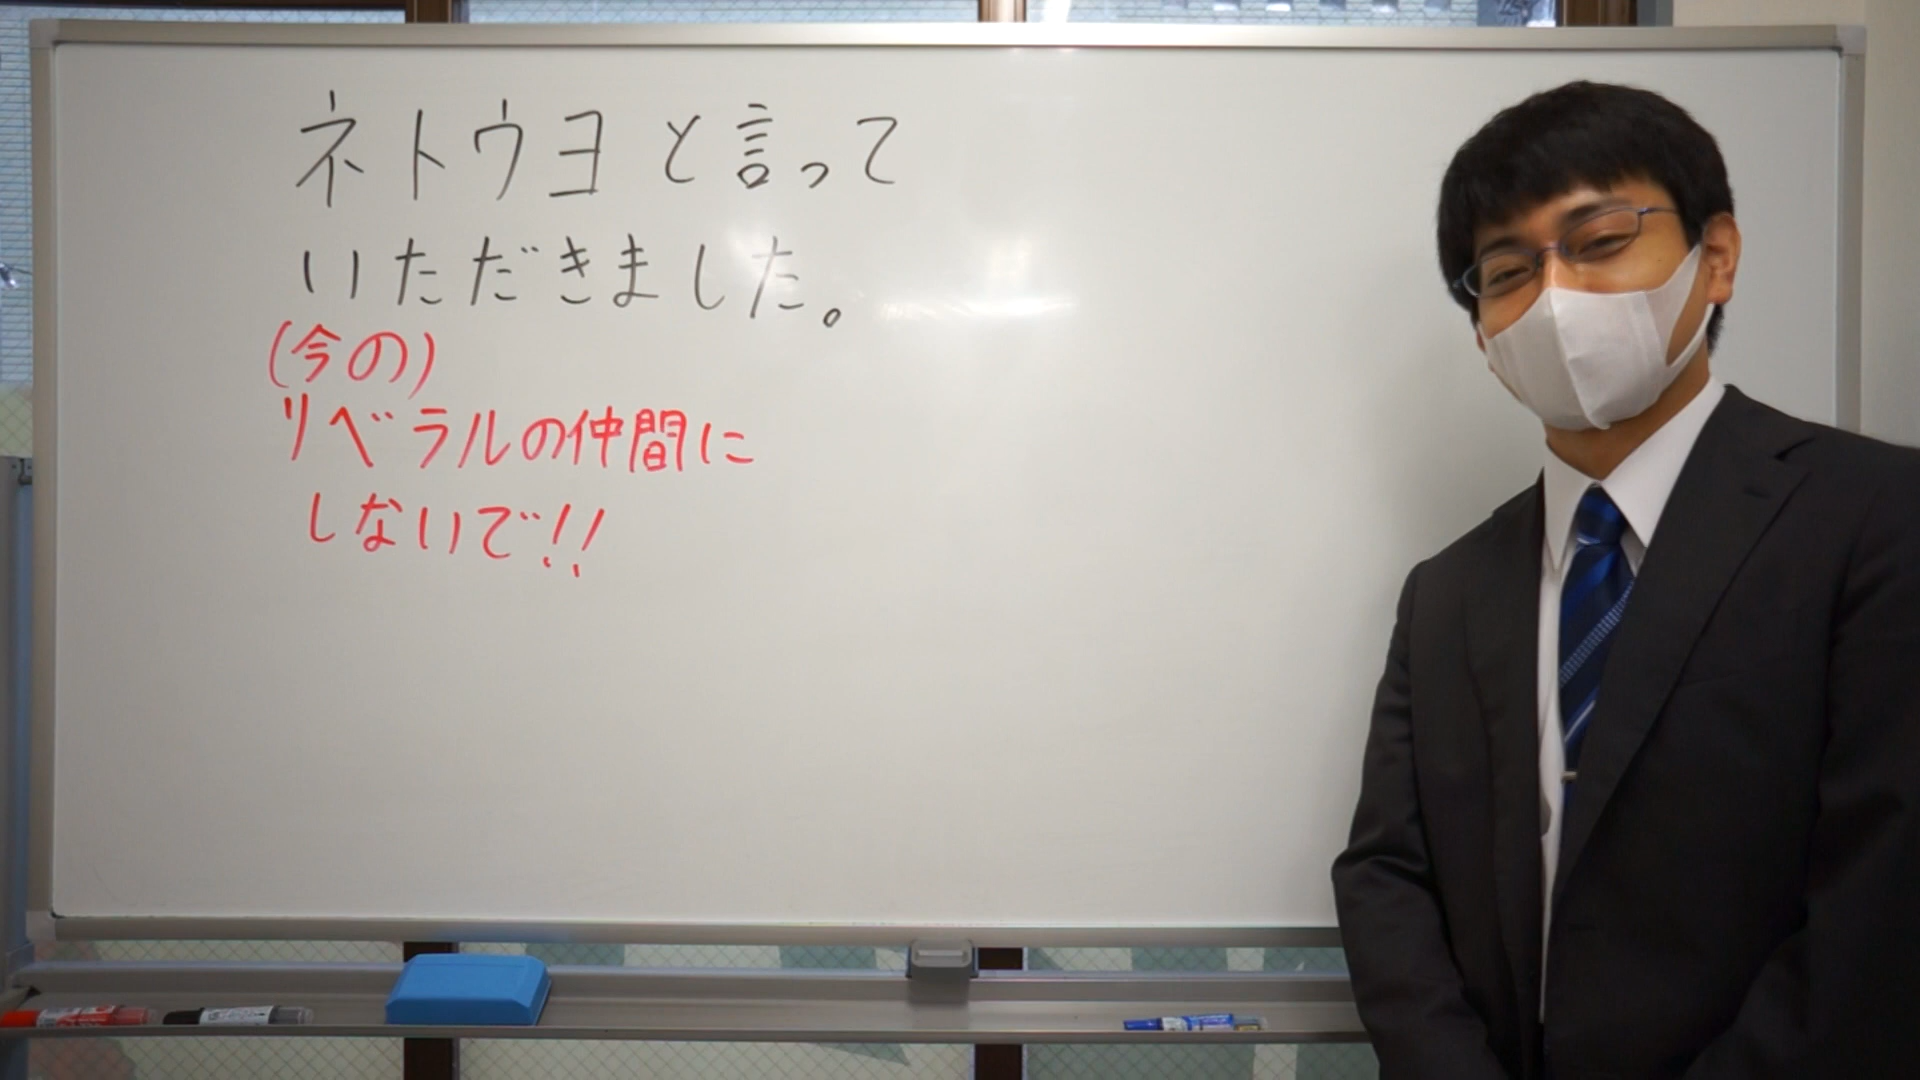 ネトウヨと言って
いただきました。
(今の)
リベラルの仲間に
しないで!!